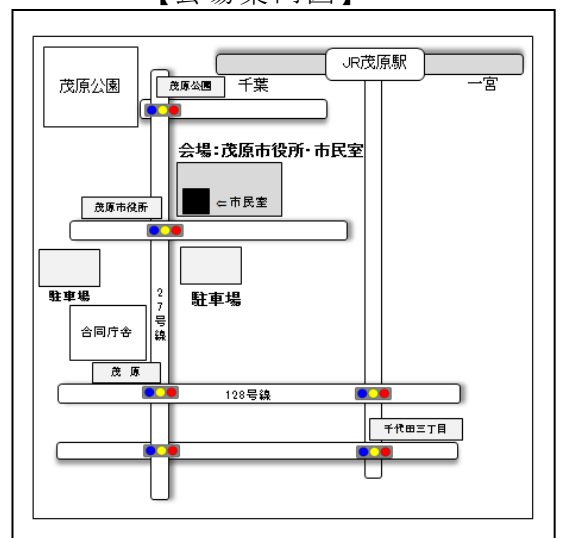 【会場案内図】
JR茂原駅
茂原公園
茂原公園
千葉
一宮
会場：茂原市役所・市民室
⇐市民室
茂原市役所
駐車場
駐車場
27号線
合同庁舎
茂原
128号線
千代田三丁目